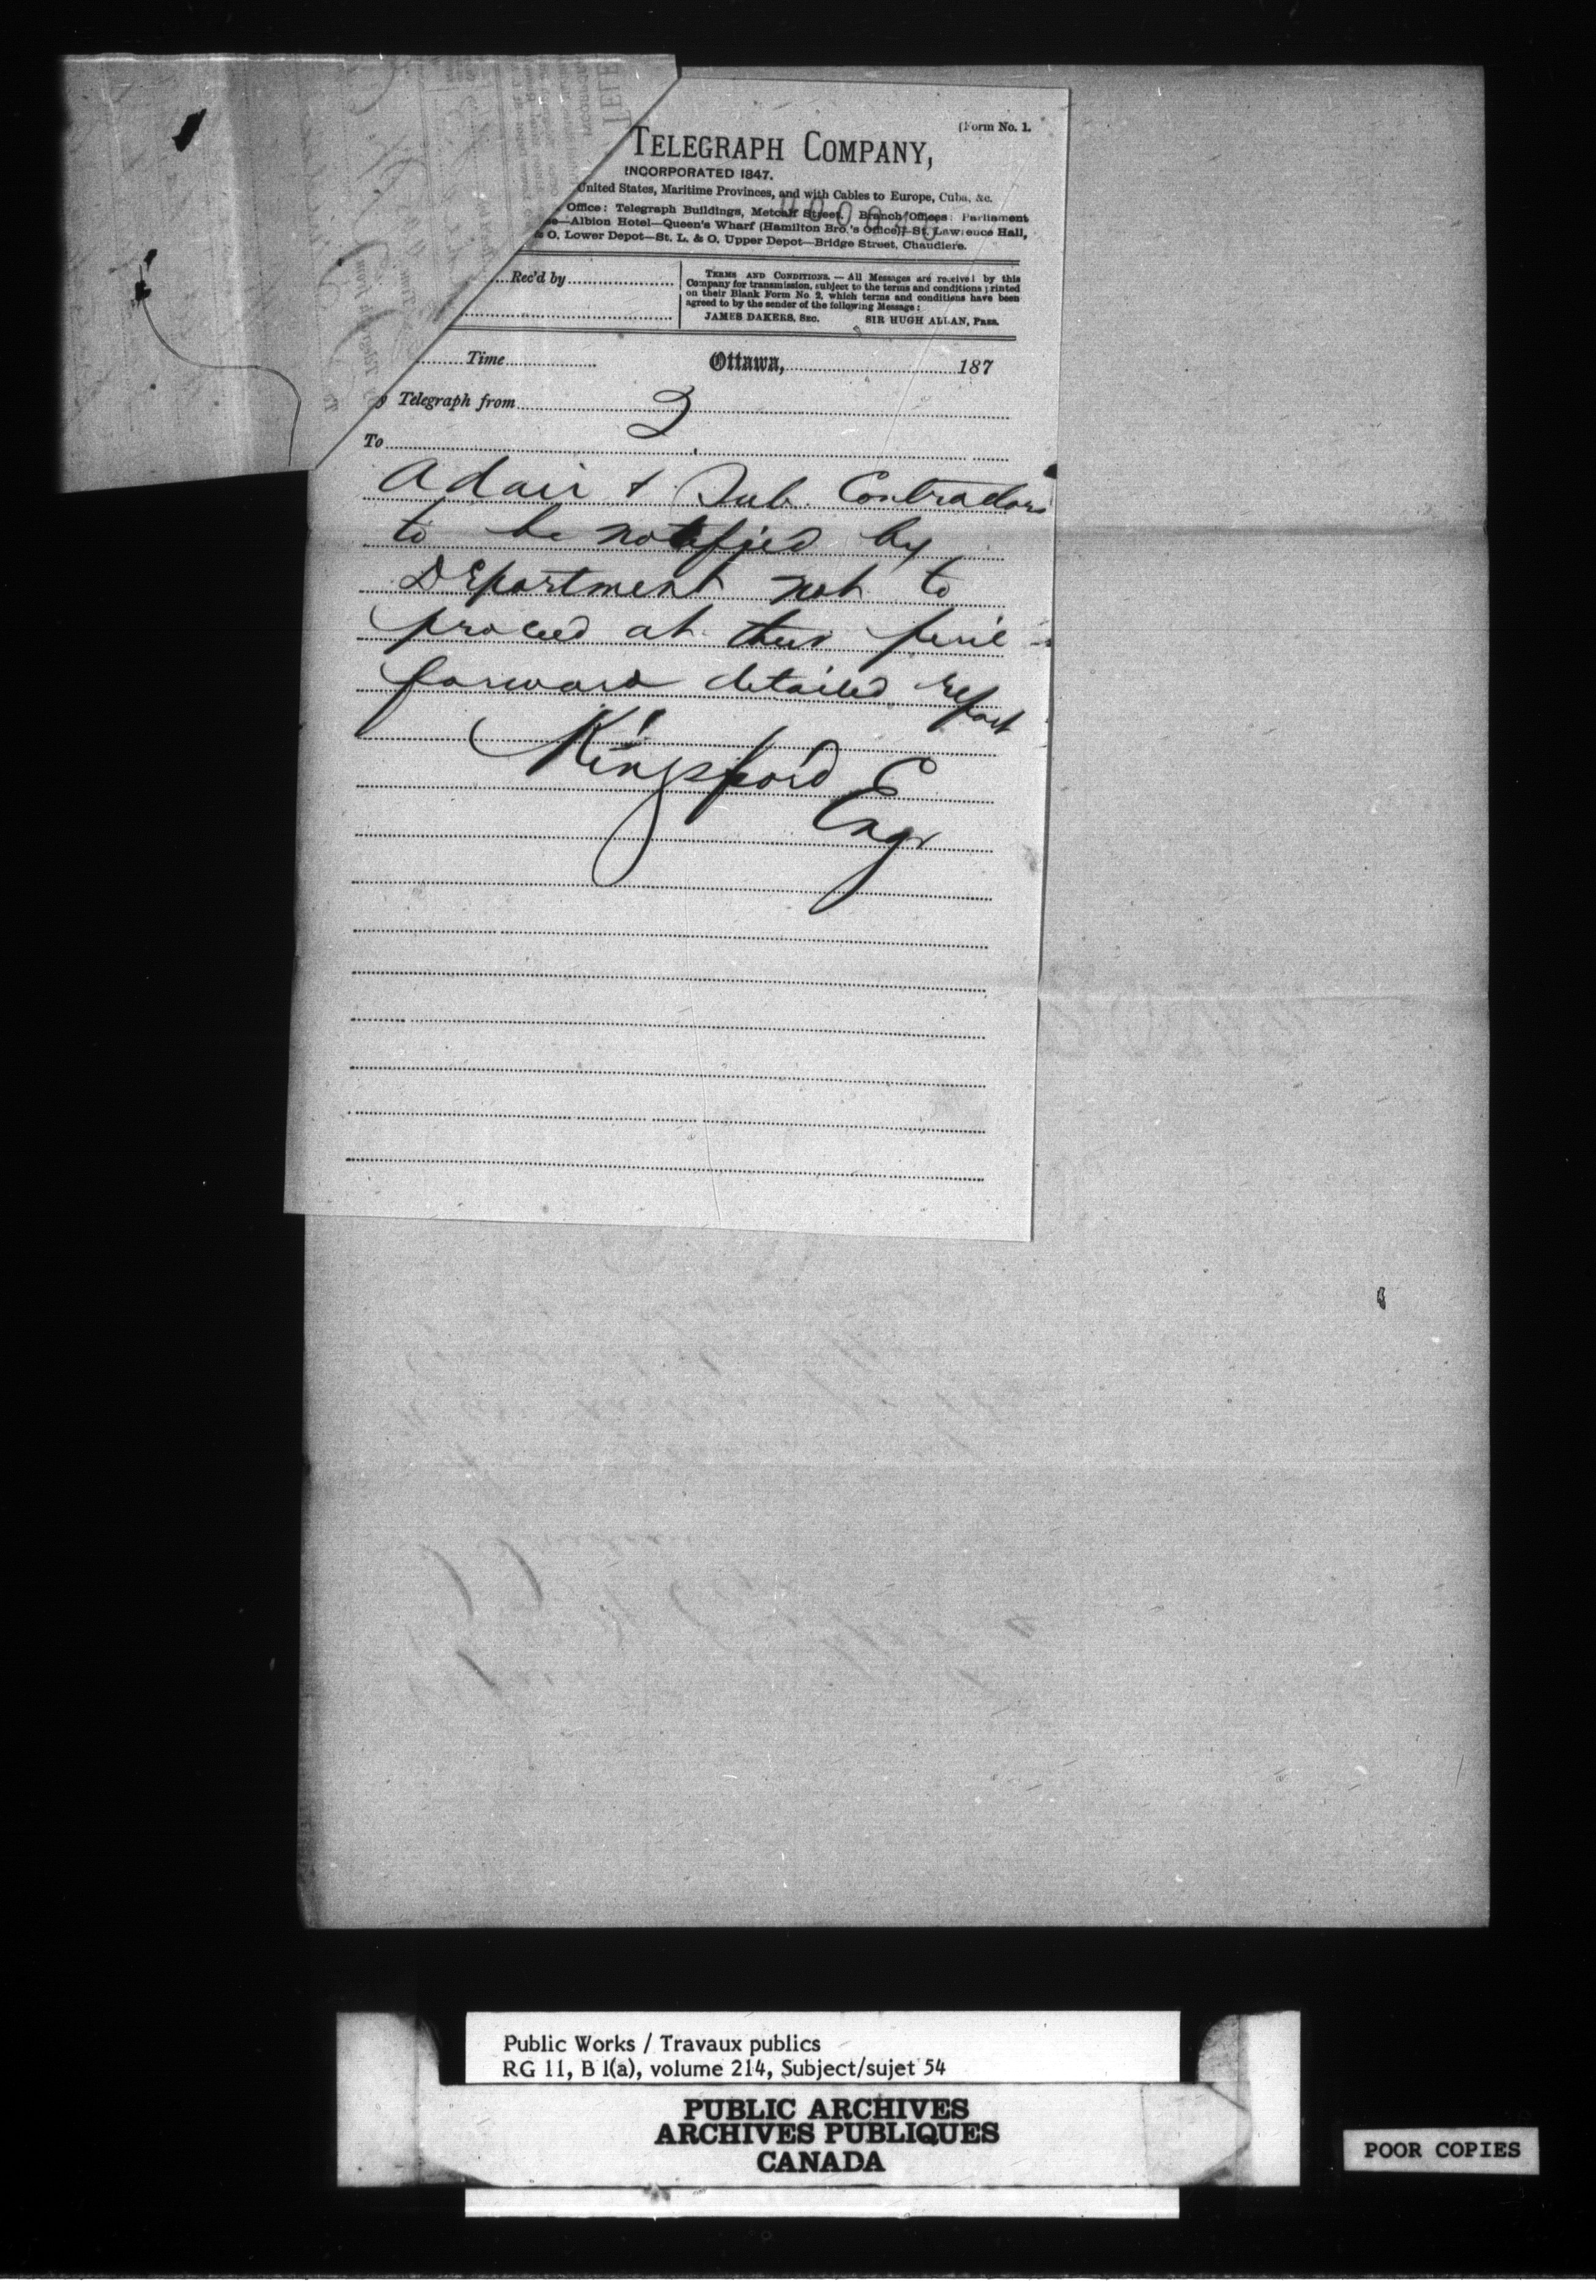 [Form No. 1.
TELEGRAPH COMPANY,
INCORPORATED 1847.
United States, Maritime Provinces, and with Cables to Europe, Cuba, &c.
Office: Telegraph Buildings, Metcalf Street. Branch Offices: Parliament
se—Albion Hotel—Queen's Wharf (Hamilton Bro.'s Office)—St. Lawrence Hall,
& O. Lower Depot—St. L. & O. Upper Depot—Bridge Street, Chaudiere.
Rec'd by
TERMS AND CONDITIONS. — All Messages are received by this
Company for transmission, subject to the terms and conditions printed
on their Blank Form No. 2, which terms and conditions have been
agreed to by the sender of the following Message:
JAMES DAKERS, SEC. SIR HUGH ALLAN, PRES.
Time Ottawa, 187
y Telegraph from 2
To
Adair & Sub Contractors
to be notified by
Department not to
proceed at their peril
forward detailed report
Kingsford
Engr
Public Works / Travaux publics
RG 11, B 1(a), volume 214, Subject/sujet 54
PUBLIC ARCHIVES
ARCHIVES PUBLIQUES
CANADA
POOR COPIES